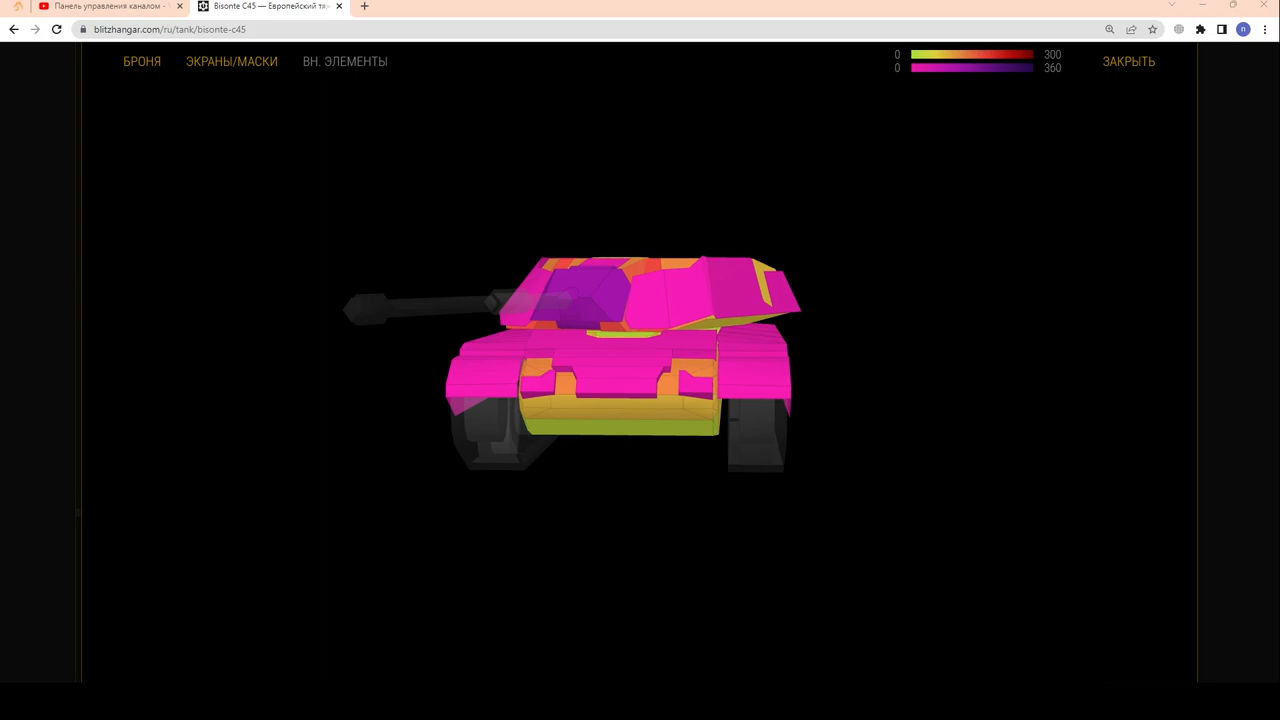 Панель управления каналом -
Bisonte C45 — Европейский тя
blitzhangar.com/ru/tank/bisonte-c45
n
БРОНЯ ЭКРАНЫ/МАСКИ ВН. ЭЛЕМЕНТЫ
0 300
0 360
ЗАКРЫТЬ